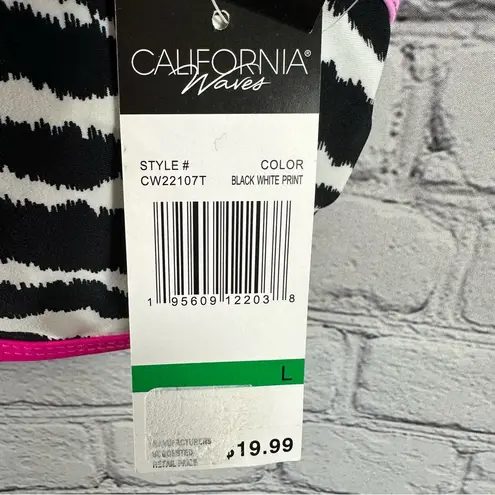 CALIFORNIA®
Waves
STYLE # COLOR
CW22107T BLACK WHITE PRINT
1 95609 12203 8
L
MANUFACTURERS
SUGGESTED
RETAIL PRICE
$19.99